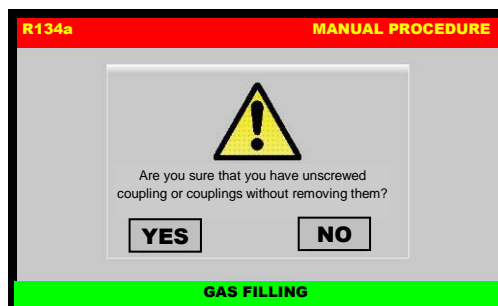 R134a MANUAL PROCEDURE
Are you sure that you have unscrewed
coupling or couplings without removing them?
YES NO
GAS FILLING